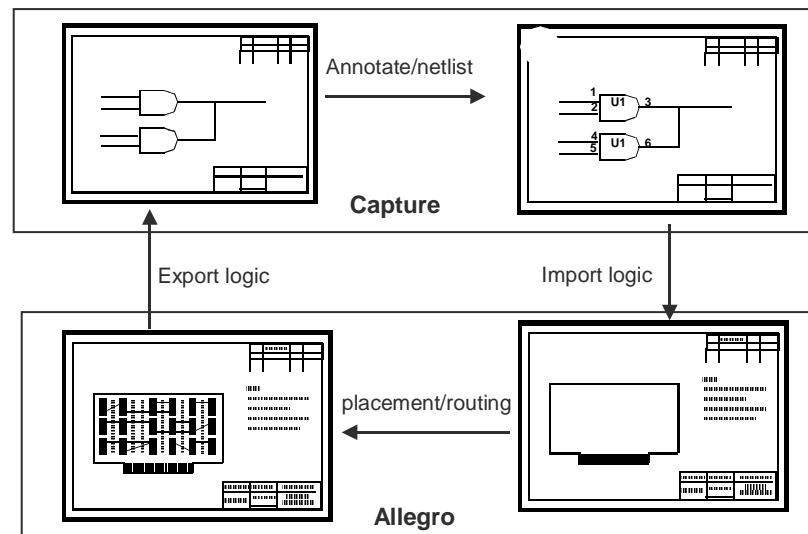 Annotate/netlist
1
2
U1
3
4
5
U1
6
Capture
Export logic
Import logic
placement/routing
Allegro